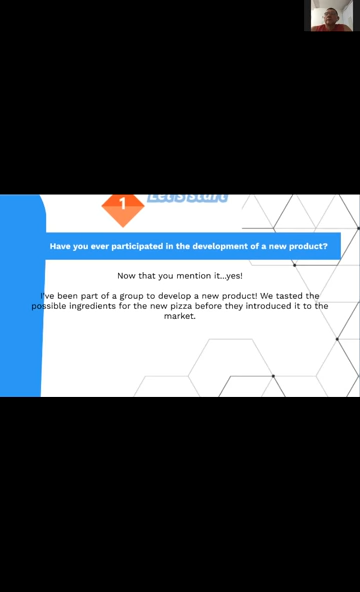 1
Let's Start
Have you ever participated in the development of a new product?
Now that you mention it...yes!
I've been part of a group to develop a new product! We tasted the
possible ingredients for the new pizza before they introduced it to the
market.